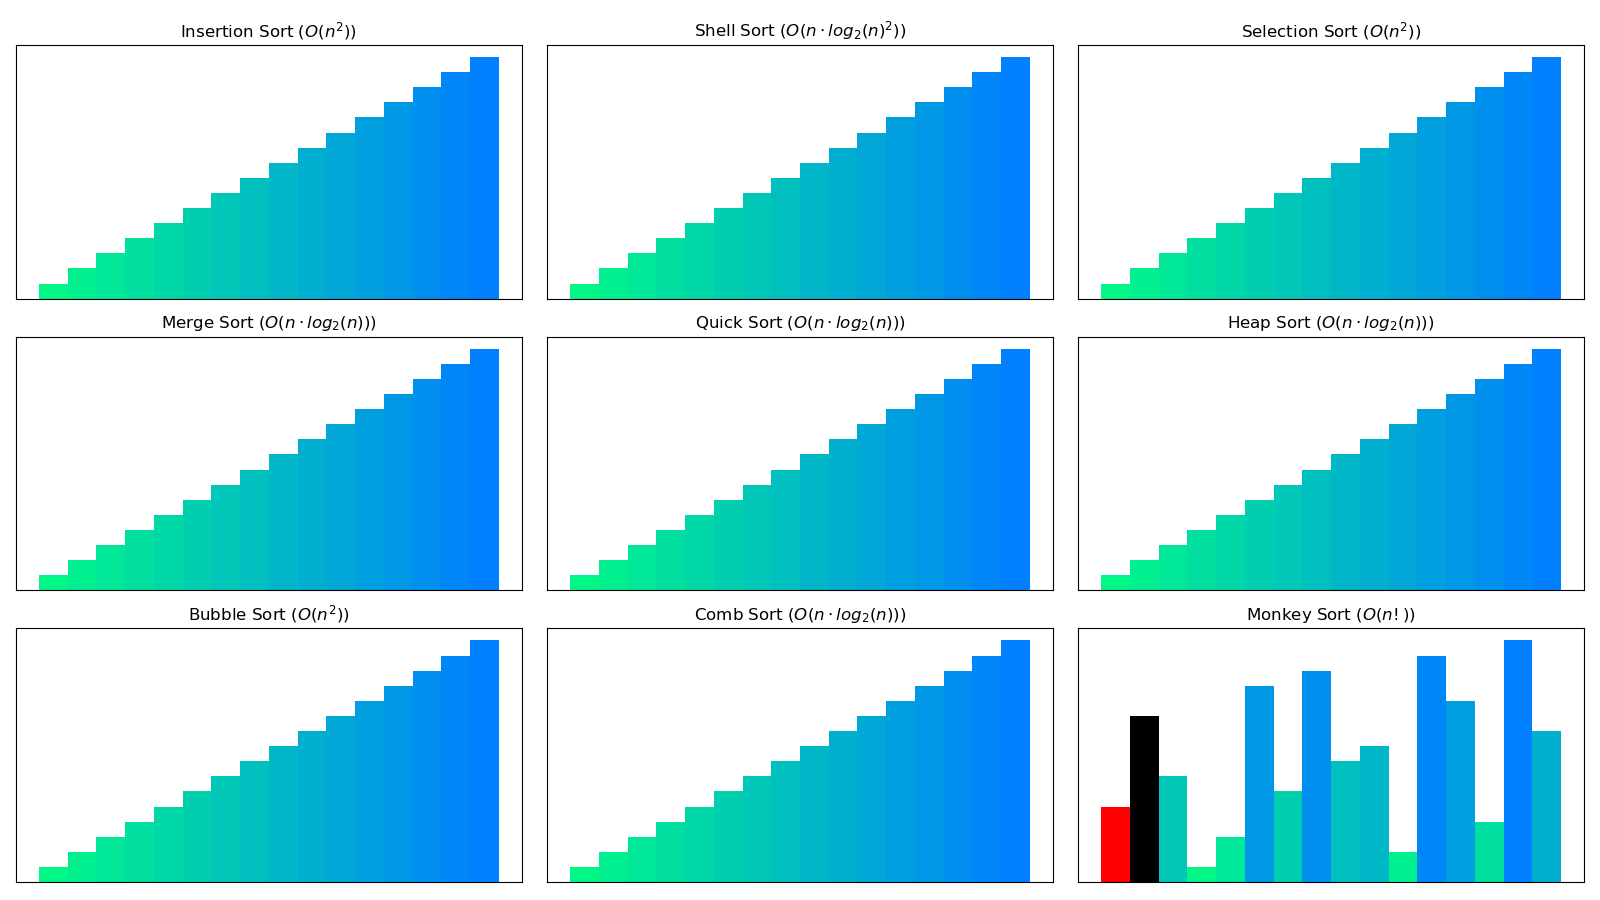 Insertion Sort (O(n²))
Shell Sort (O(n · log₂(n)²))
Selection Sort (O(n²))
Merge Sort (O(n · log₂(n)))
Quick Sort (O(n · log₂(n)))
Heap Sort (O(n · log₂(n)))
Bubble Sort (O(n²))
Comb Sort (O(n · log₂(n)))
Monkey Sort (O(n!))